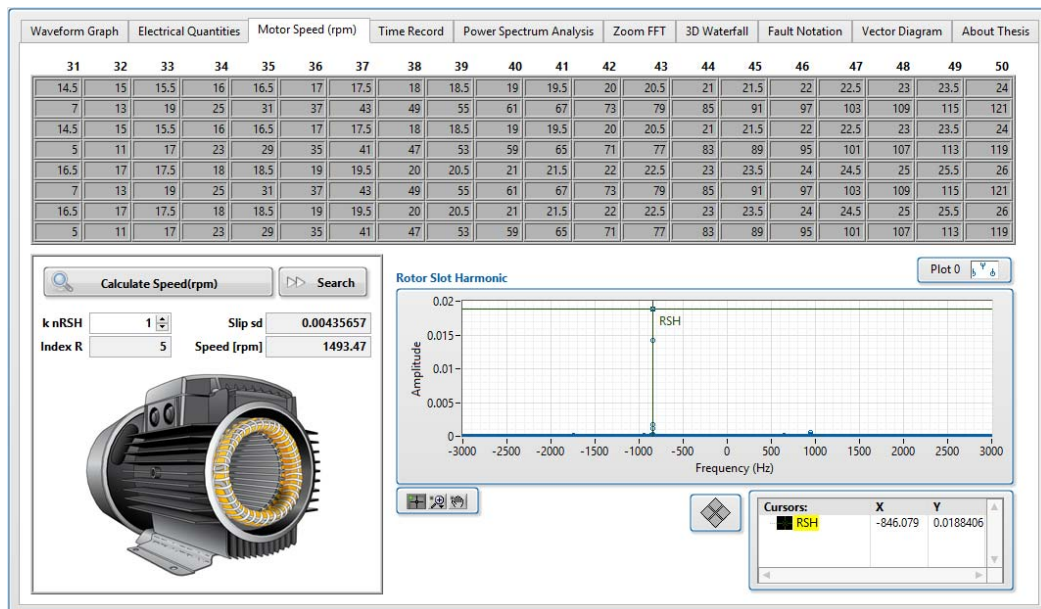 Waveform Graph Electrical Quantities Motor Speed (rpm) Time Record Power Spectrum Analysis Zoom FFT 3D Waterfall Fault Notation Vector Diagram About Thesis
31 32 33 34 35 36 37 38 39 40 41 42 43 44 45 46 47 48 49 50
14.5 15 15.5 16 16.5 17 17.5 18 18.5 19 19.5 20 20.5 21 21.5 22 22.5 23 23.5 24
7 13 19 25 31 37 43 49 55 61 67 73 79 85 91 97 103 109 115 121
14.5 15 15.5 16 16.5 17 17.5 18 18.5 19 19.5 20 20.5 21 21.5 22 22.5 23 23.5 24
5 11 17 23 29 35 41 47 53 59 65 71 77 83 89 95 101 107 113 119
16.5 17 17.5 18 18.5 19 19.5 20 20.5 21 21.5 22 22.5 23 23.5 24 24.5 25 25.5 26
7 13 19 25 31 37 43 49 55 61 67 73 79 85 91 97 103 109 115 121
16.5 17 17.5 18 18.5 19 19.5 20 20.5 21 21.5 22 22.5 23 23.5 24 24.5 25 25.5 26
5 11 17 23 29 35 41 47 53 59 65 71 77 83 89 95 101 107 113 119
Calculate Speed(rpm) Search
k nRSH 1 Slip sd 0.00435657
Index R 5 Speed [rpm] 1493.47
Rotor Slot Harmonic
Plot 0
0.02
0.015
0.01
0.005
0
Amplitude
RSH
-3000 -2500 -2000 -1500 -1000 -500 0 500 1000 1500 2000 2500 3000
Frequency (Hz)
Cursors: X Y
RSH -846.079 0.0188406